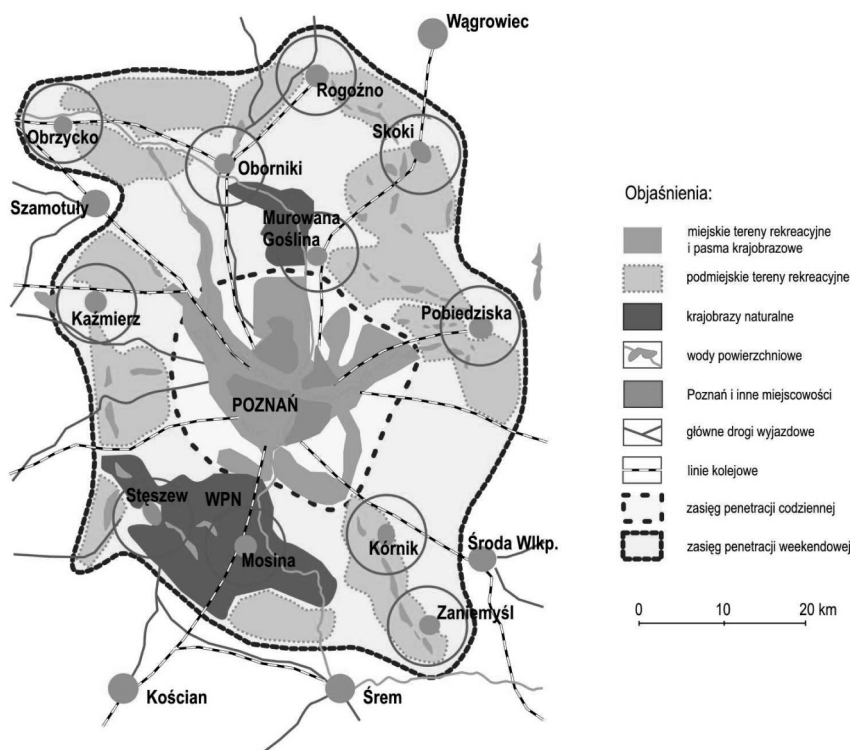 Wągrowiec
Rogoźno
Skoki
Obrzycko
Oborniki
Szamotuły
Murowana
Goślina
Kaźmierz
Pobiedziska
POZNAŃ
Stęszew
WPN
Mosina
Kórnik
Środa Wlkp.
Zaniemyśl
Kościan
Śrem
Objaśnienia:
miejskie tereny rekreacyjne
i pasma krajobrazowe
podmiejskie tereny rekreacyjne
krajobrazy naturalne
wody powierzchniowe
Poznań i inne miejscowości
główne drogi wyjazdowe
linie kolejowe
zasięg penetracji codziennej
zasięg penetracji weekendowej
0 10 20 km